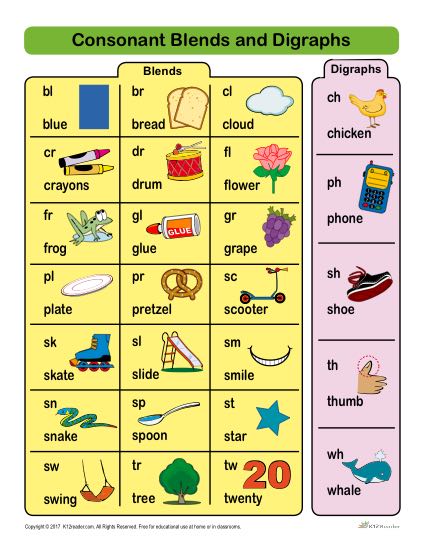 Consonant Blends and Digraphs
Blends
bl
blue
br
bread
cl
cloud
cr
crayons
dr
drum
fl
flower
fr
frog
gl
GLUE
glue
gr
grape
pl
plate
pr
pretzel
sc
scooter
sk
skate
sl
slide
sm
smile
sn
snake
sp
spoon
st
star
sw
swing
tr
tree
tw
20
twenty
Digraphs
ch
chicken
ph
phone
sh
shoe
th
thumb
wh
whale
Copyright © 2017 K12reader.com. All Rights Reserved. Free for educational use at home or in classrooms.
K12Reader